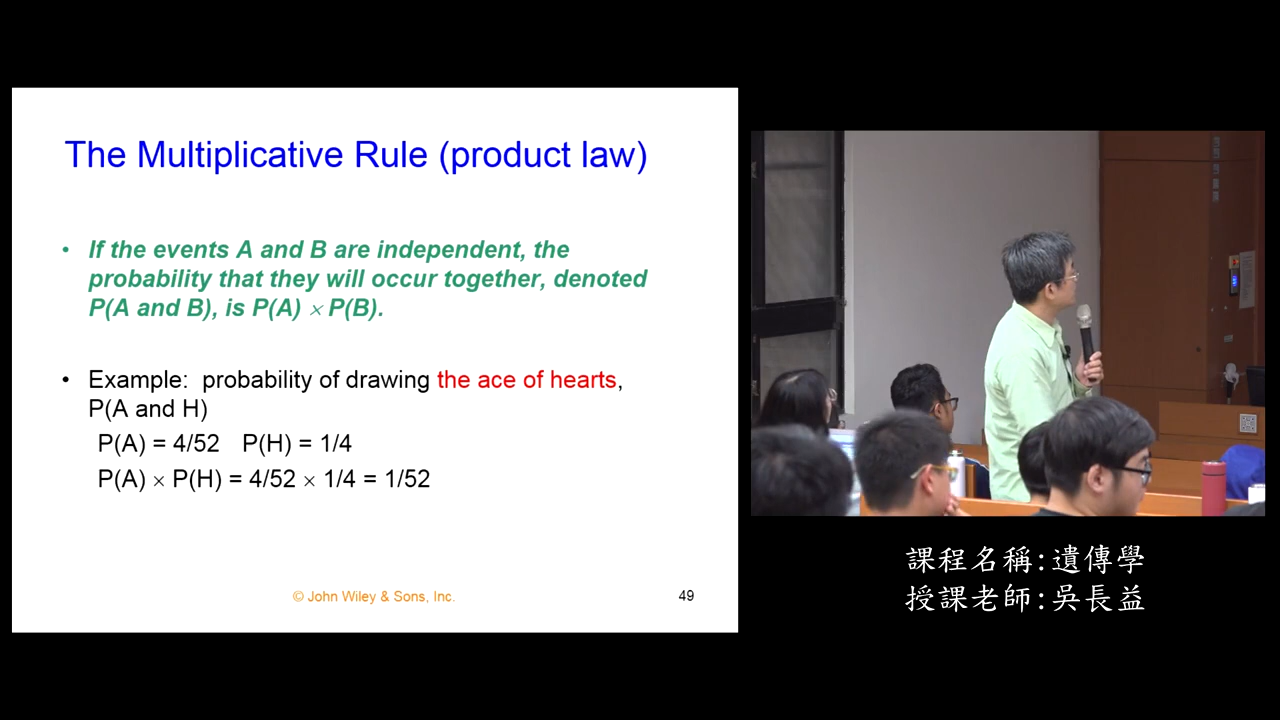 The Multiplicative Rule (product law)
• If the events A and B are independent, the
probability that they will occur together, denoted
P(A and B), is P(A) × P(B).
• Example: probability of drawing the ace of hearts,
P(A and H)
P(A) = 4/52 P(H) = 1/4
P(A) × P(H) = 4/52 × 1/4 = 1/52
© John Wiley & Sons, Inc.
49
課程名稱:遺傳學
授課老師:吳長益